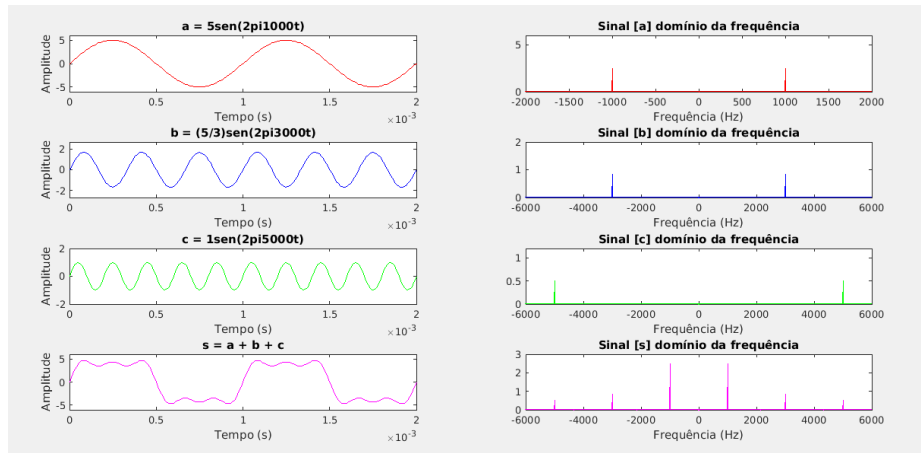 a = 5sen(2pi1000t)
Amplitude
5
0
-5
0 0.5 1 1.5 2
Tempo (s)
×10⁻³
Sinal [a] domínio da frequência
5
0
-2000 -1500 -1000 -500 0 500 1000 1500 2000
Frequência (Hz)
b = (5/3)sen(2pi3000t)
Amplitude
2
0
-2
0 0.5 1 1.5 2
Tempo (s)
×10⁻³
Sinal [b] domínio da frequência
2
1
0
-6000 -4000 -2000 0 2000 4000 6000
Frequência (Hz)
c = 1sen(2pi5000t)
Amplitude
2
0
-2
0 0.5 1 1.5 2
Tempo (s)
×10⁻³
Sinal [c] domínio da frequência
1
0.5
0
-6000 -4000 -2000 0 2000 4000 6000
Frequência (Hz)
s = a + b + c
Amplitude
5
0
-5
0 0.5 1 1.5 2
Tempo (s)
×10⁻³
Sinal [s] domínio da frequência
3
2
1
0
-6000 -4000 -2000 0 2000 4000 6000
Frequência (Hz)